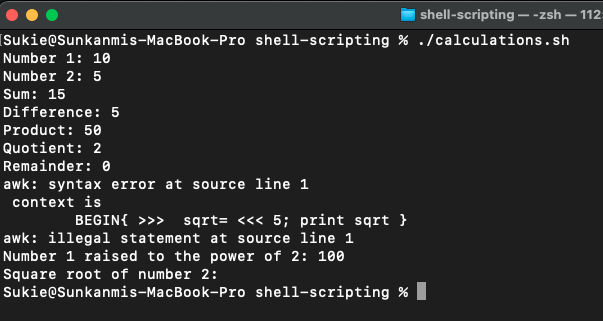 shell-scripting — -zsh — 112
[Sukie@Sunkanmis-MacBook-Pro shell-scripting % ./calculations.sh
Number 1: 10
Number 2: 5
Sum: 15
Difference: 5
Product: 50
Quotient: 2
Remainder: 0
awk: syntax error at source line 1
 context is
        BEGIN{ >>>  sqrt= <<< 5; print sqrt }
awk: illegal statement at source line 1
Number 1 raised to the power of 2: 100
Square root of number 2:
Sukie@Sunkanmis-MacBook-Pro shell-scripting %